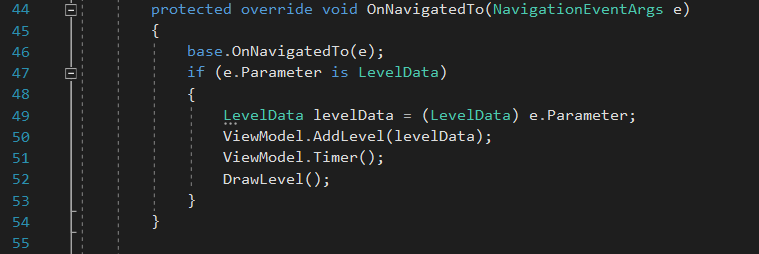 44 protected override void OnNavigatedTo(NavigationEventArgs e)
45 {
46 base.OnNavigatedTo(e);
47 if (e.Parameter is LevelData)
48 {
49 LevelData levelData = (LevelData) e.Parameter;
50 ViewModel.AddLevel(levelData);
51 ViewModel.Timer();
52 DrawLevel();
53 }
54 }
55